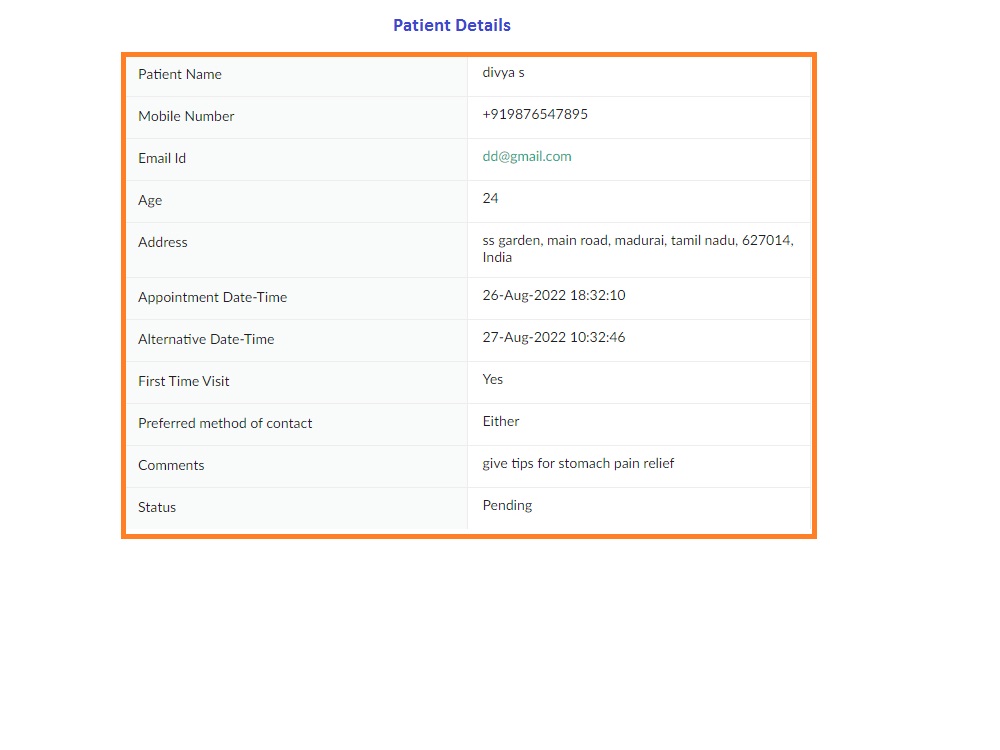 Patient Details
Patient Name
divya s
Mobile Number
+919876547895
Email Id
dd@gmail.com
Age
24
Address
ss garden, main road, madurai, tamil nadu, 627014,
India
Appointment Date-Time
26-Aug-2022 18:32:10
Alternative Date-Time
27-Aug-2022 10:32:46
First Time Visit
Yes
Preferred method of contact
Either
Comments
give tips for stomach pain relief
Status
Pending